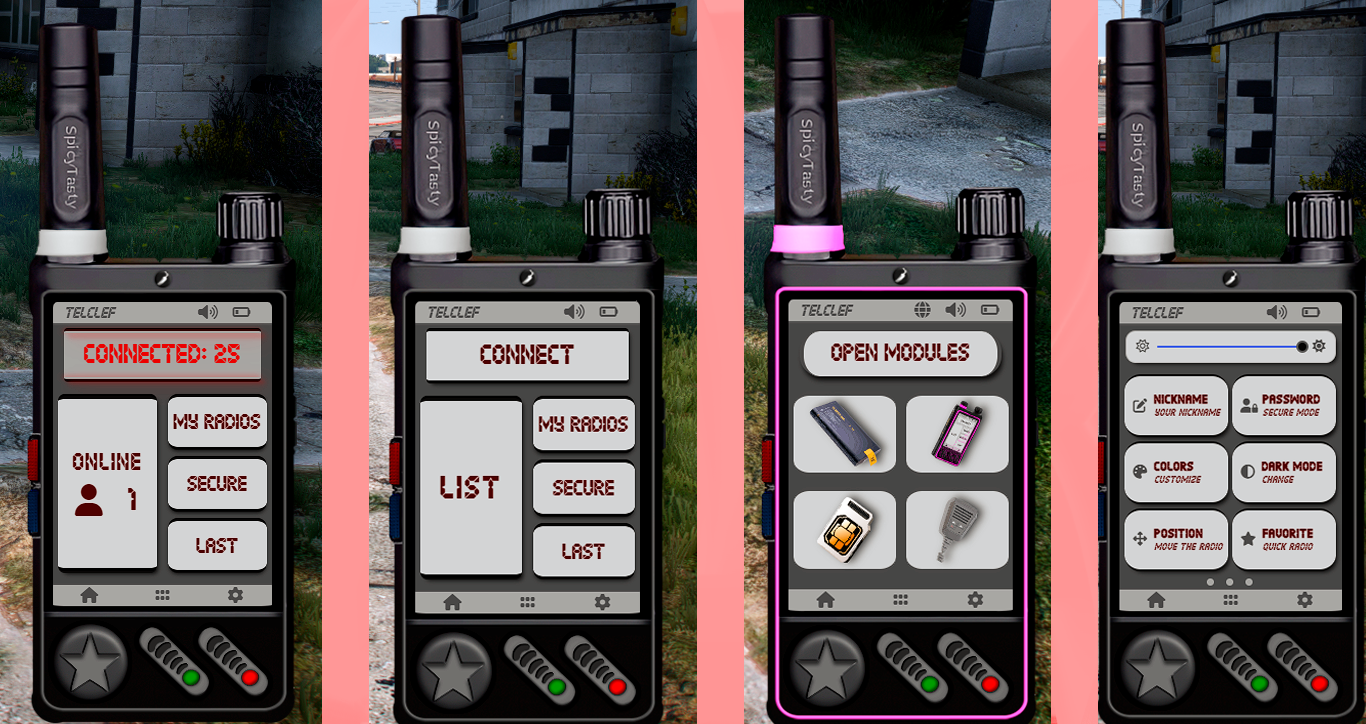 SpicyTasty
TELCLEF
CONNECTED: 25
ONLINE
1
MY RADIOS
SECURE
LAST
SpicyTasty
TELCLEF
CONNECT
LIST
MY RADIOS
SECURE
LAST
SpicyTasty
TELCLEF
OPEN MODULES
SpicyTasty
TELCLEF
NICKNAME
YOUR NICKNAME
PASSWORD
SECURE MODE
COLORS
CUSTOMIZE
DARK MODE
CHANGE
POSITION
MOVE THE RADIO
FAVORITE
QUICK RADIO